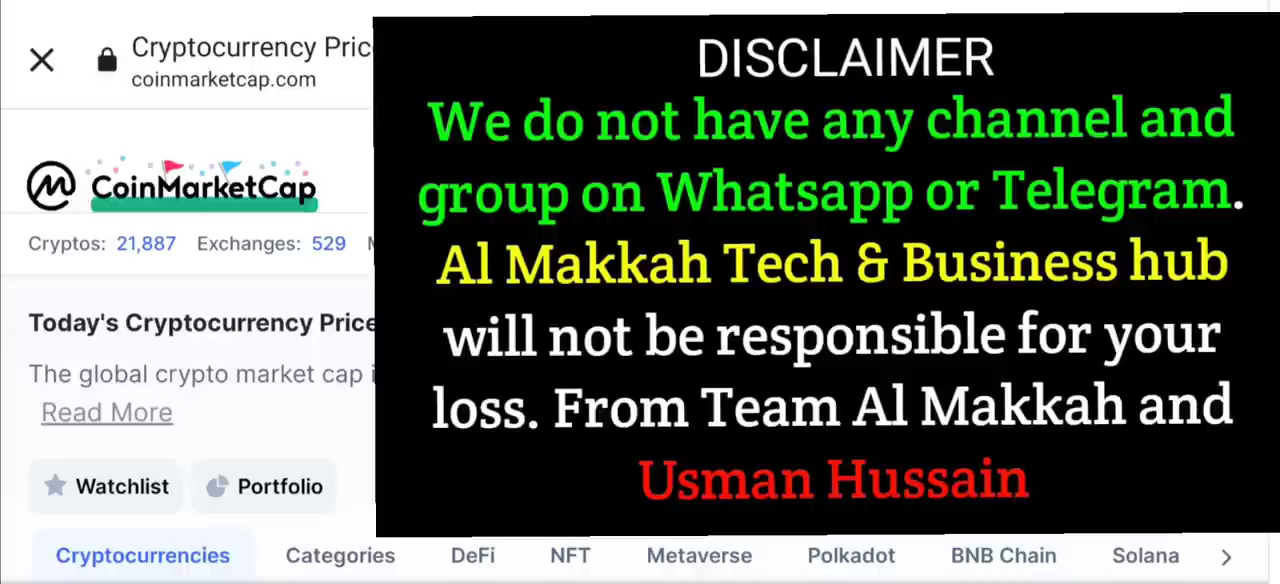 Cryptocurrency Pric
coinmarketcap.com
CoinMarketCap
Cryptos: 21,887 Exchanges: 529
Today's Cryptocurrency Price
The global crypto market cap
Read More
Watchlist Portfolio
Cryptocurrencies Categories DeFi NFT Metaverse Polkadot BNB Chain Solana
DISCLAIMER
We do not have any channel and
group on Whatsapp or Telegram.
Al Makkah Tech & Business hub
will not be responsible for your
loss. From Team Al Makkah and
Usman Hussain